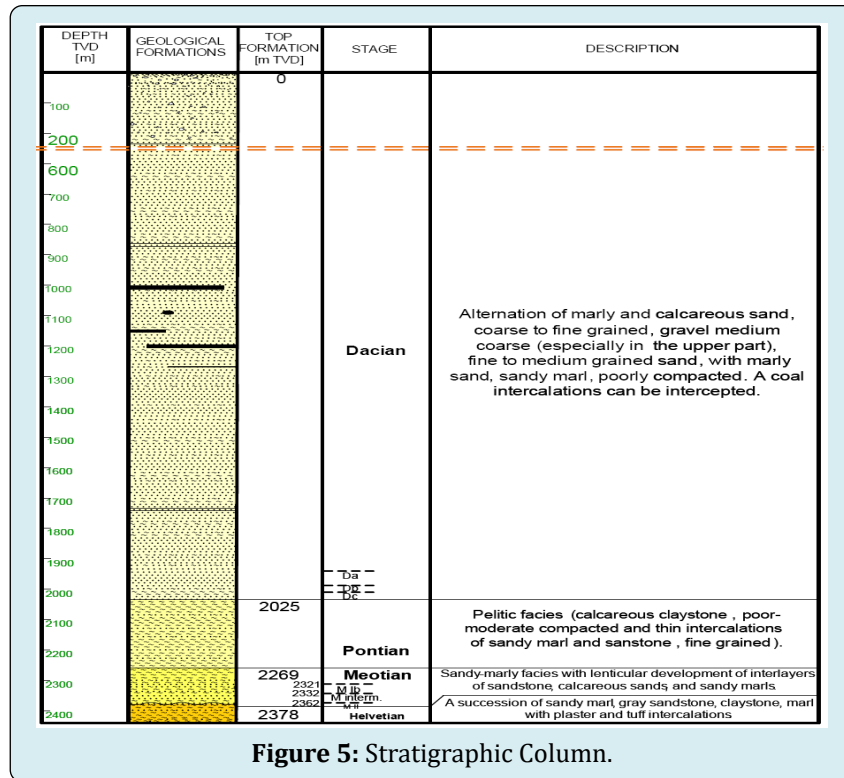 DEPTH TVD [m]
GEOLOGICAL FORMATIONS
TOP FORMATION [m TVD]
STAGE
DESCRIPTION
0
100
200
600
700
800
900
1000
1100
1200
1300
1400
1500
1600
1700
1800
1900
2000
2100
2200
2300
2400
Dacian
Alternation of marly and calcareous sand,
coarse to fine grained, gravel medium
coarse (especially in the upper part),
fine to medium grained sand, with marly
sand, sandy marl, poorly compacted. A coal
intercalations can be intercepted.
Da
Db
Dc
2025
Pontian
Pelitic facies (calcareous claystone , poor-
moderate compacted and thin intercalations
of sandy marl and sanstone , fine grained ).
2269
Meotian
Sandy-marly facies with lenticular development of interlayers
of sandstone, calcareous sands, and sandy marls.
2321
M Ib
2332
M interm.
2362
A succession of sandy marl, gray sandstone, claystone, marl
with plaster and tuff intercalations
2378
Helvetian
Figure 5: Stratigraphic Column.